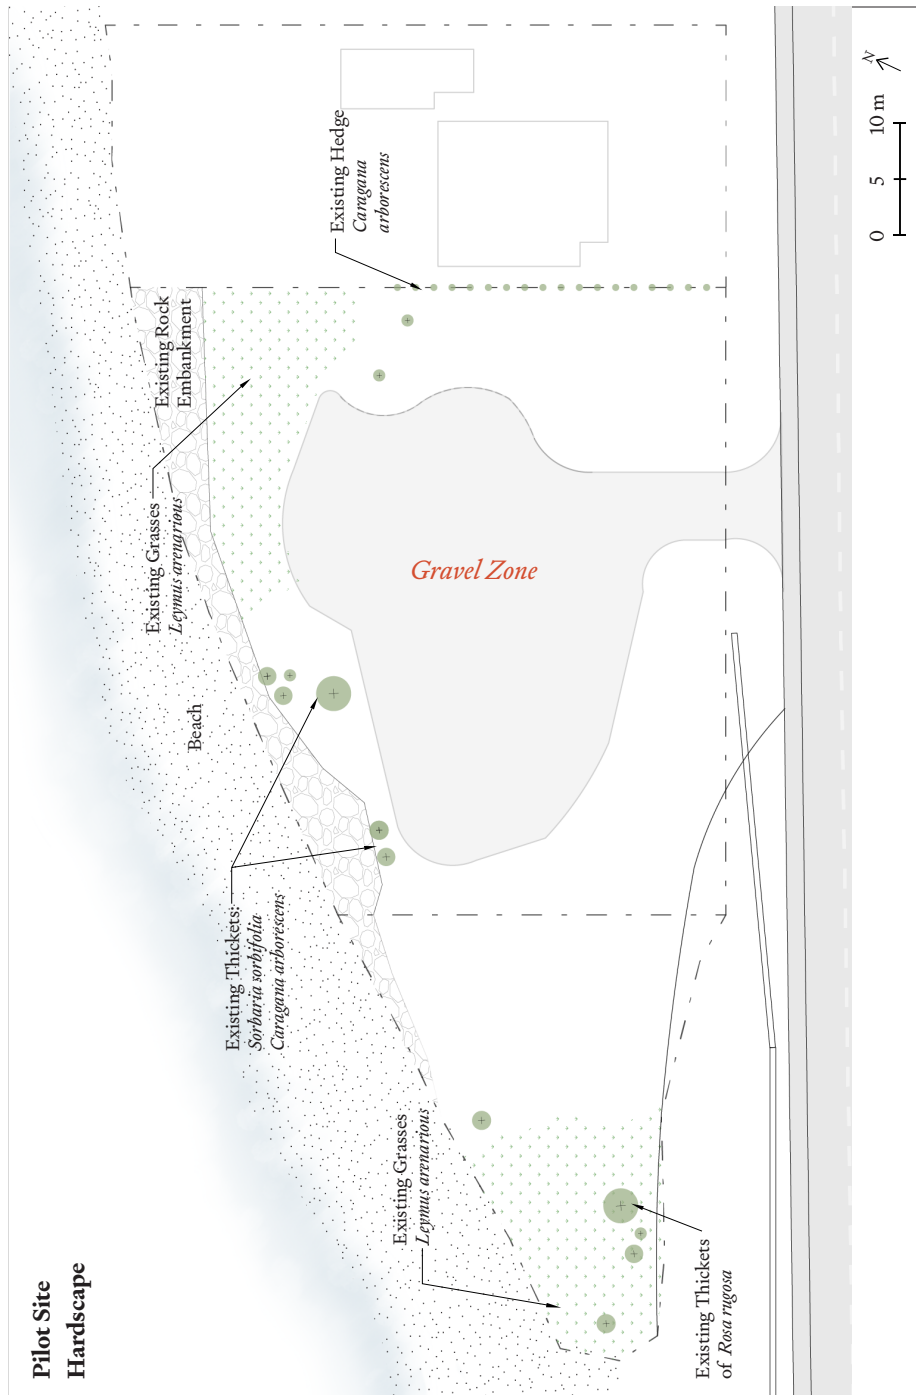 Pilot Site
Hardscape
Existing Thickets:
Sorbaria sorbifolia
Caragana arborescens
Beach
Existing Grasses
Leymus arenarious
Existing Rock
Embankment
Existing Hedge
Caragana
arborescens
Gravel Zone
Existing Grasses
Leymus arenarious
Existing Thickets
of Rosa rugosa
0 5 10 m
N